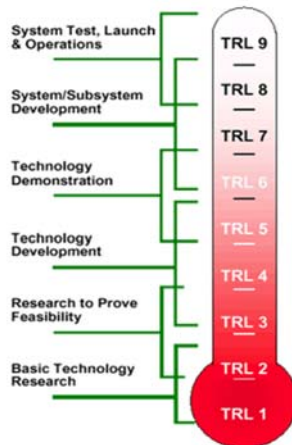 System Test, Launch
& Operations
TRL 9
System/Subsystem
Development
TRL 8
TRL 7
Technology
Demonstration
TRL 6
TRL 5
Technology
Development
TRL 4
Research to Prove
Feasibility
TRL 3
Basic Technology
Research
TRL 2
TRL 1